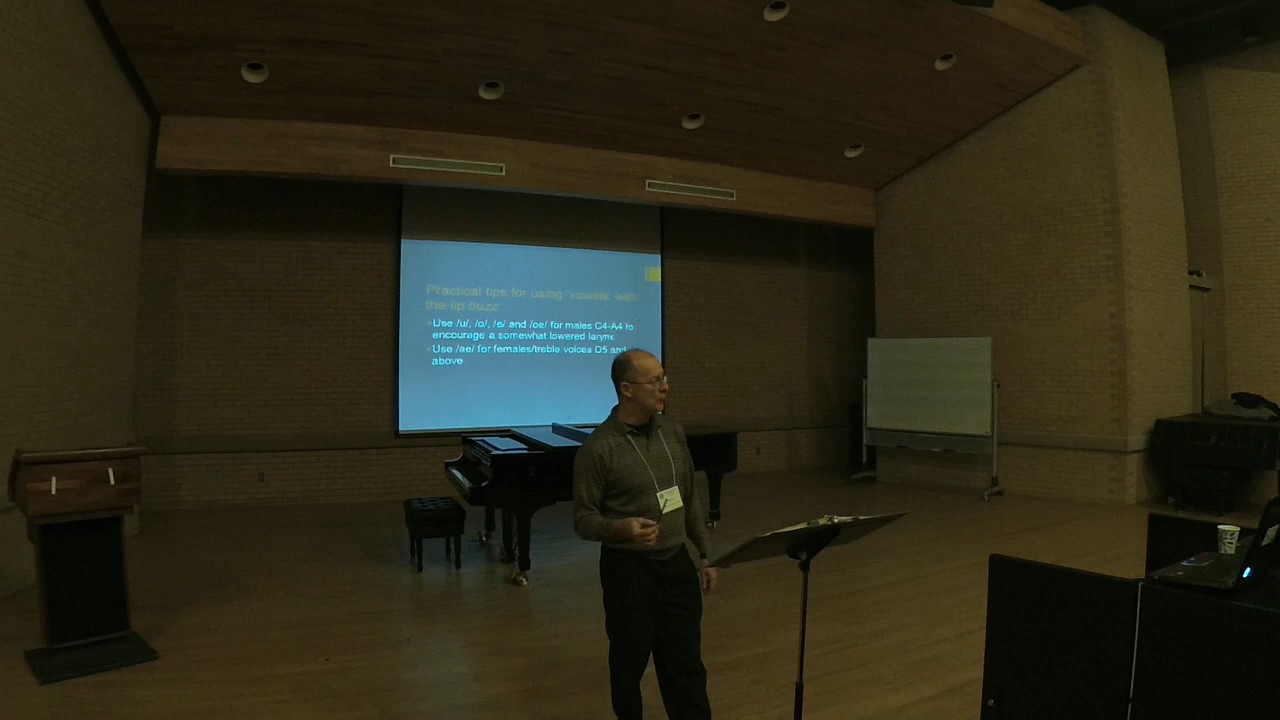 Practical tips for using 'vowels' with
the lip buzz
Use /u/, /o/, /e/ and /oe/ for males C4-A4 to
encourage a somewhat lowered larynx
Use /ae/ for females/treble voices D5 and
above